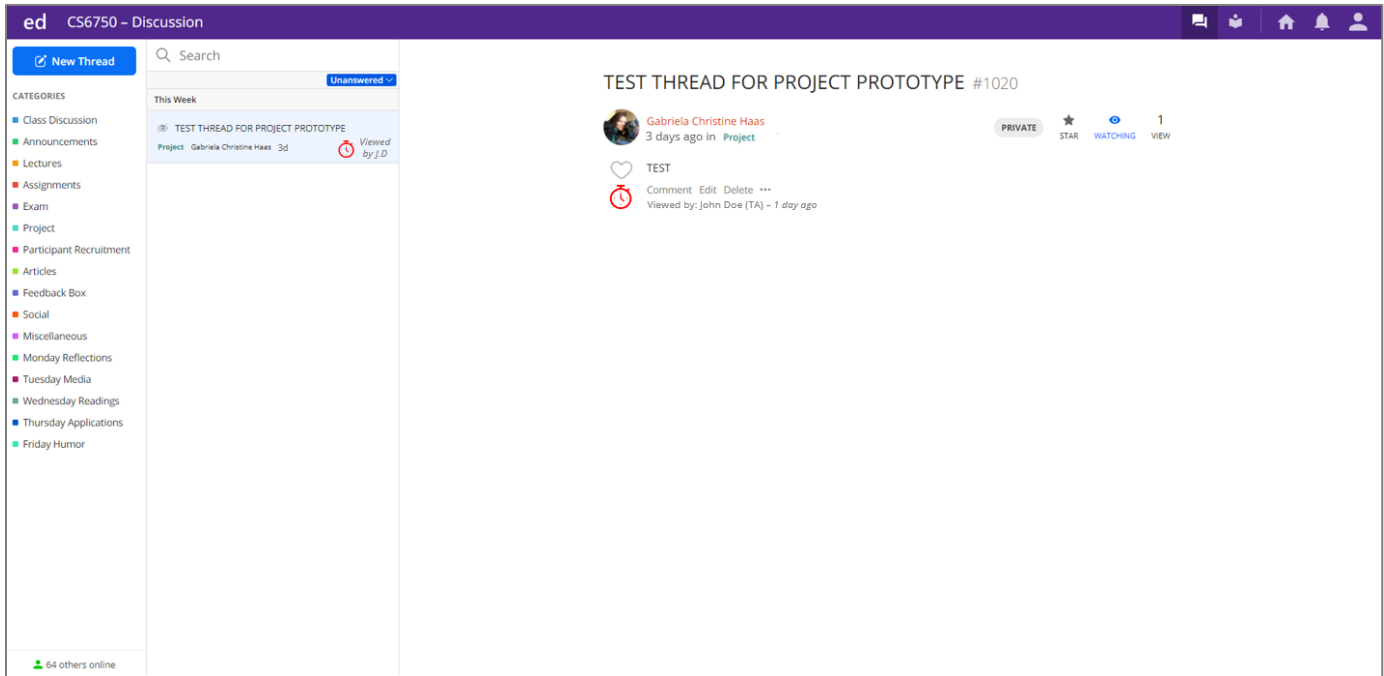 ed CS6750 – Discussion
New Thread
CATEGORIES
Class Discussion
Announcements
Lectures
Assignments
Exam
Project
Participant Recruitment
Articles
Feedback Box
Social
Miscellaneous
Monday Reflections
Tuesday Media
Wednesday Readings
Thursday Applications
Friday Humor
64 others online
Search
Unanswered
This Week
TEST THREAD FOR PROJECT PROTOTYPE
Project Gabriela Christine Haas 3d
Viewed
by J.D
TEST THREAD FOR PROJECT PROTOTYPE #1020
Gabriela Christine Haas
3 days ago in Project
PRIVATE
STAR
WATCHING
1
VIEW
TEST
Comment Edit Delete •••
Viewed by: John Doe (TA) – 1 day ago